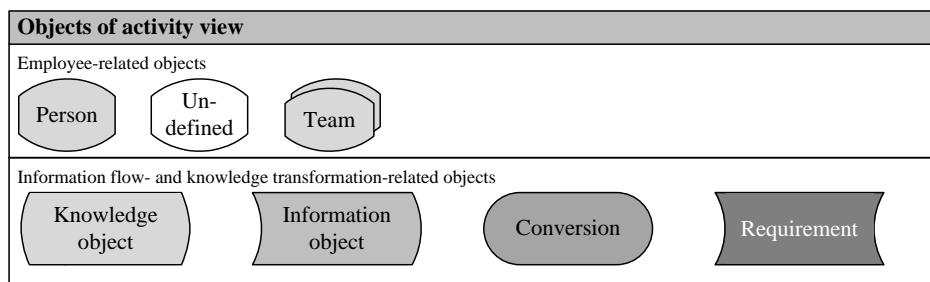 Objects of activity view
Employee-related objects
Person
Un-
defined
Team
Information flow- and knowledge transformation-related objects
Knowledge
object
Information
object
Conversion
Requirement